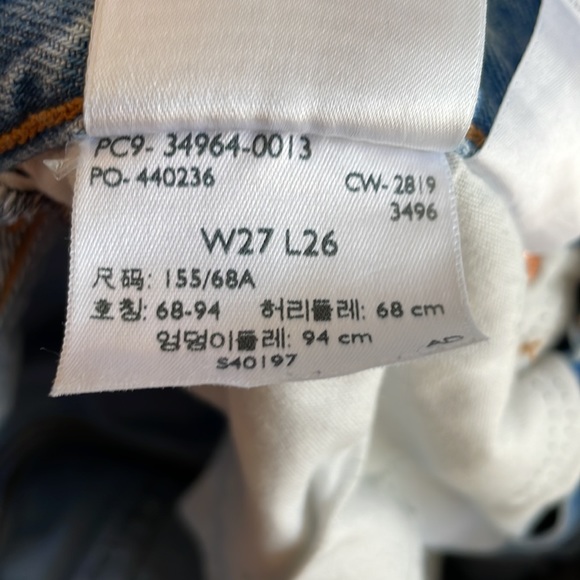 PC9- 34964-0013
PO- 440236
CW- 2819
3496
W27 L26
尺码: 155/68A
호칭: 68-94 허리둘레: 68 cm
엉덩이둘레: 94 cm
AD
S40197